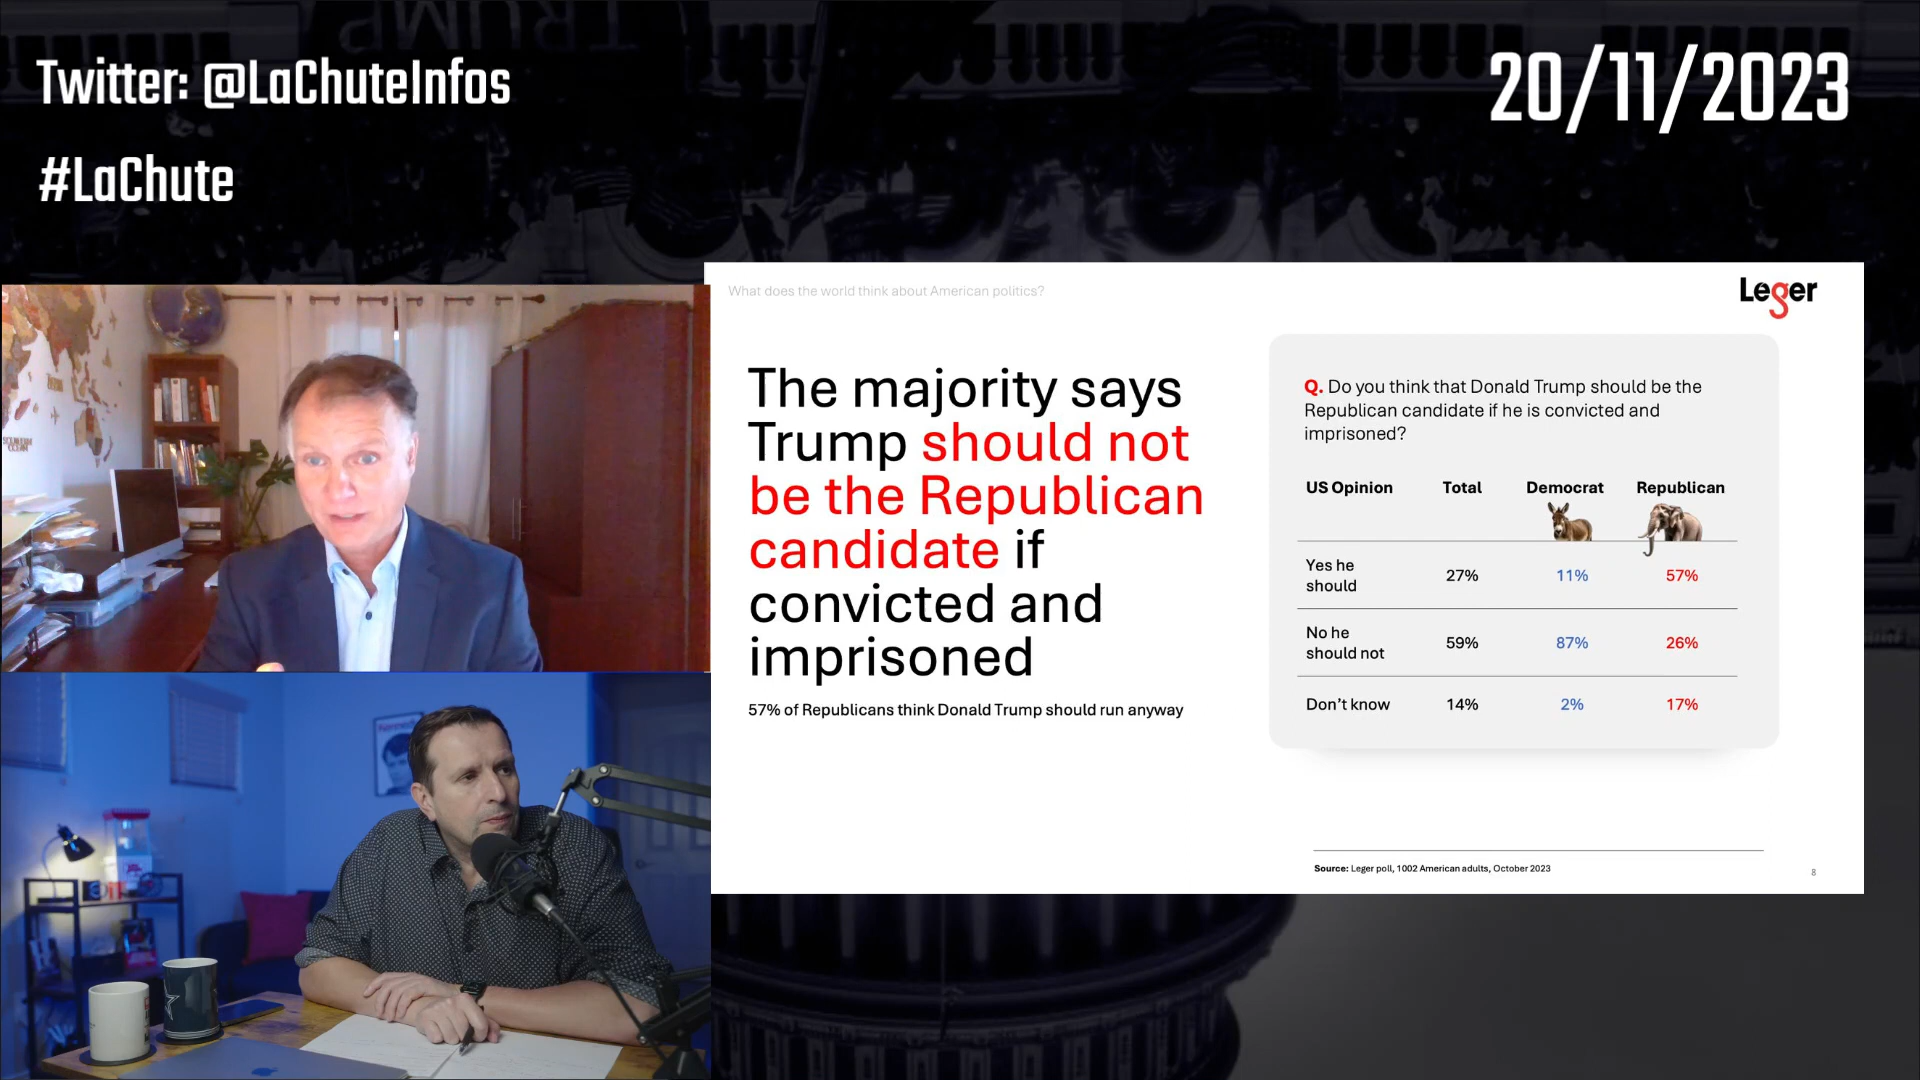 TRUMP
Twitter: @LaChuteInfos
20/11/2023
#LaChute
What does the world think about American politics?
Leger
The majority says
Trump should not
be the Republican
candidate if
convicted and
imprisoned
57% of Republicans think Donald Trump should run anyway
Q. Do you think that Donald Trump should be the
Republican candidate if he is convicted and
imprisoned?
US Opinion Total Democrat Republican
Yes he
should 27% 11% 57%
No he
should not 59% 87% 26%
Don't know 14% 2% 17%
Source: Leger poll, 1002 American adults, October 2023
8